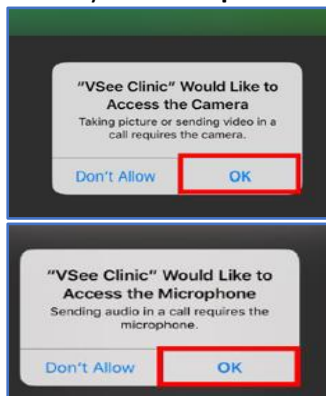 "VSee Clinic" Would Like to
Access the Camera
Taking picture or sending video in a
call requires the camera.
Don't Allow OK
"VSee Clinic" Would Like to
Access the Microphone
Sending audio in a call requires the
microphone.
Don't Allow OK